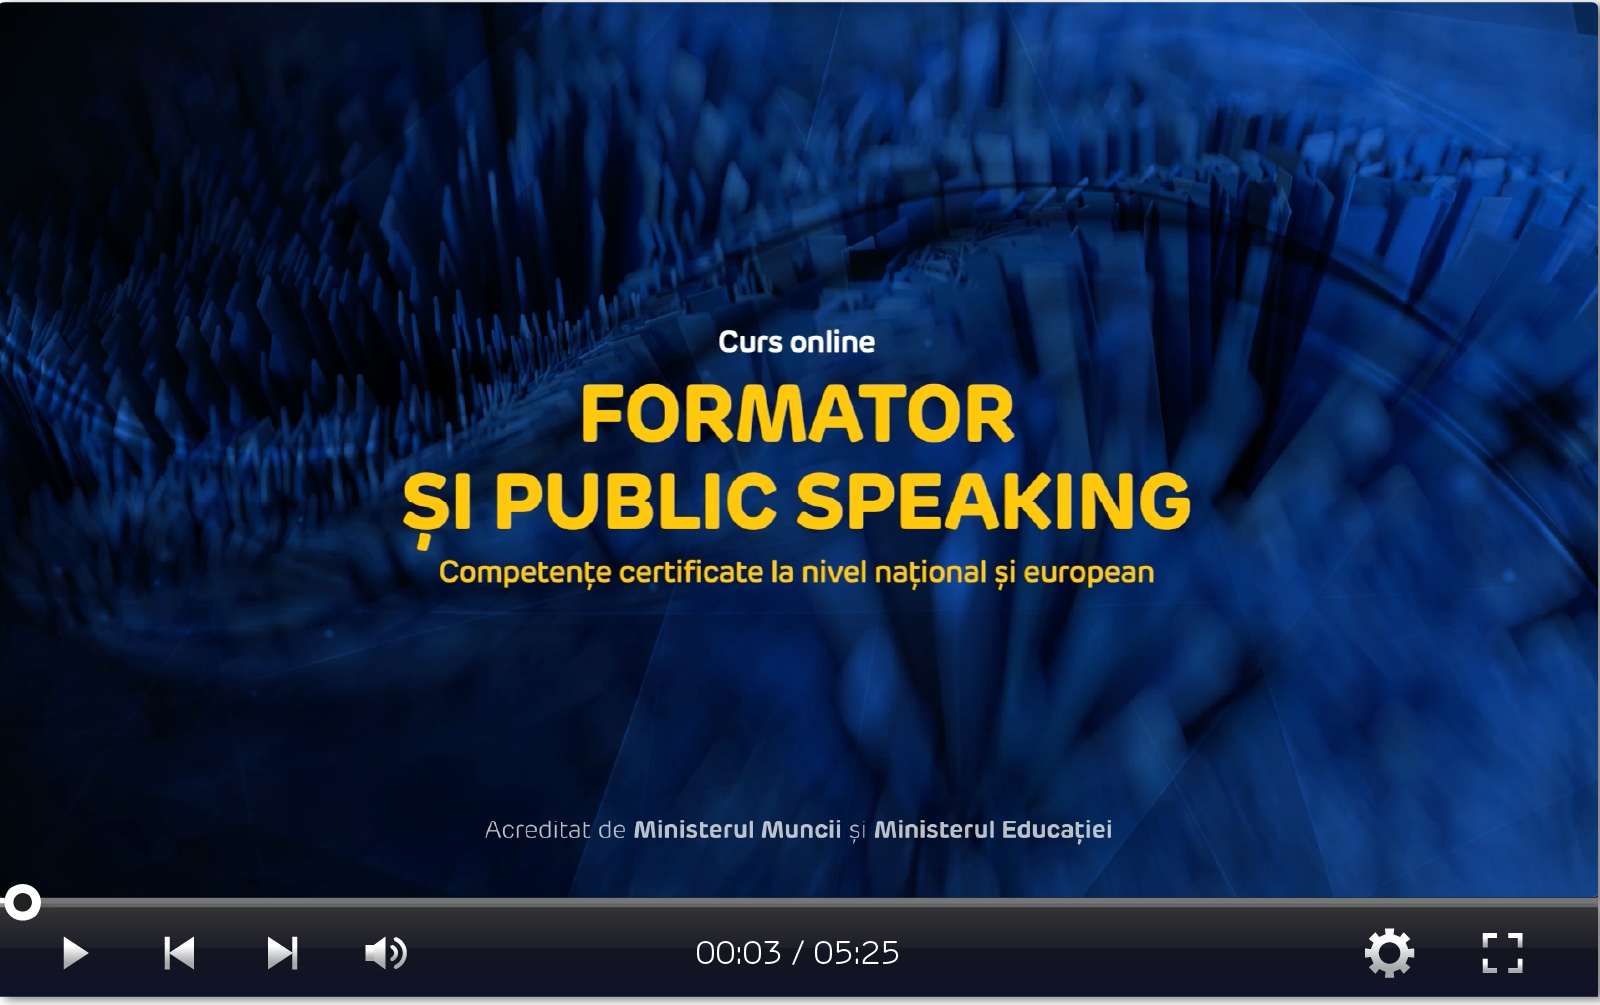 Curs online
FORMATOR
ȘI PUBLIC SPEAKING
Competențe certificate la nivel național și european
Acreditat de Ministerul Muncii și Ministerul Educației
00:03 / 05:25